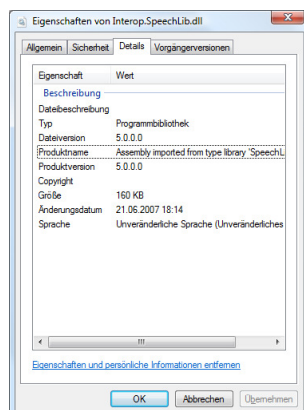 Eigenschaften von Interop.SpeechLib.dll
Allgemein Sicherheit Details Vorgängerversionen
Eigenschaft Wert
Beschreibung
Dateibeschreibung
Typ Programmbibliothek
Dateiversion 5.0.0.0
Produktname Assembly imported from type library 'SpeechL
Produktversion 5.0.0.0
Copyright
Größe 160 KB
Änderungsdatum 21.06.2007 18:14
Sprache Unveränderliche Sprache (Unveränderliches
Eigenschaften und persönliche Informationen entfernen
OK Abbrechen Übernehmen